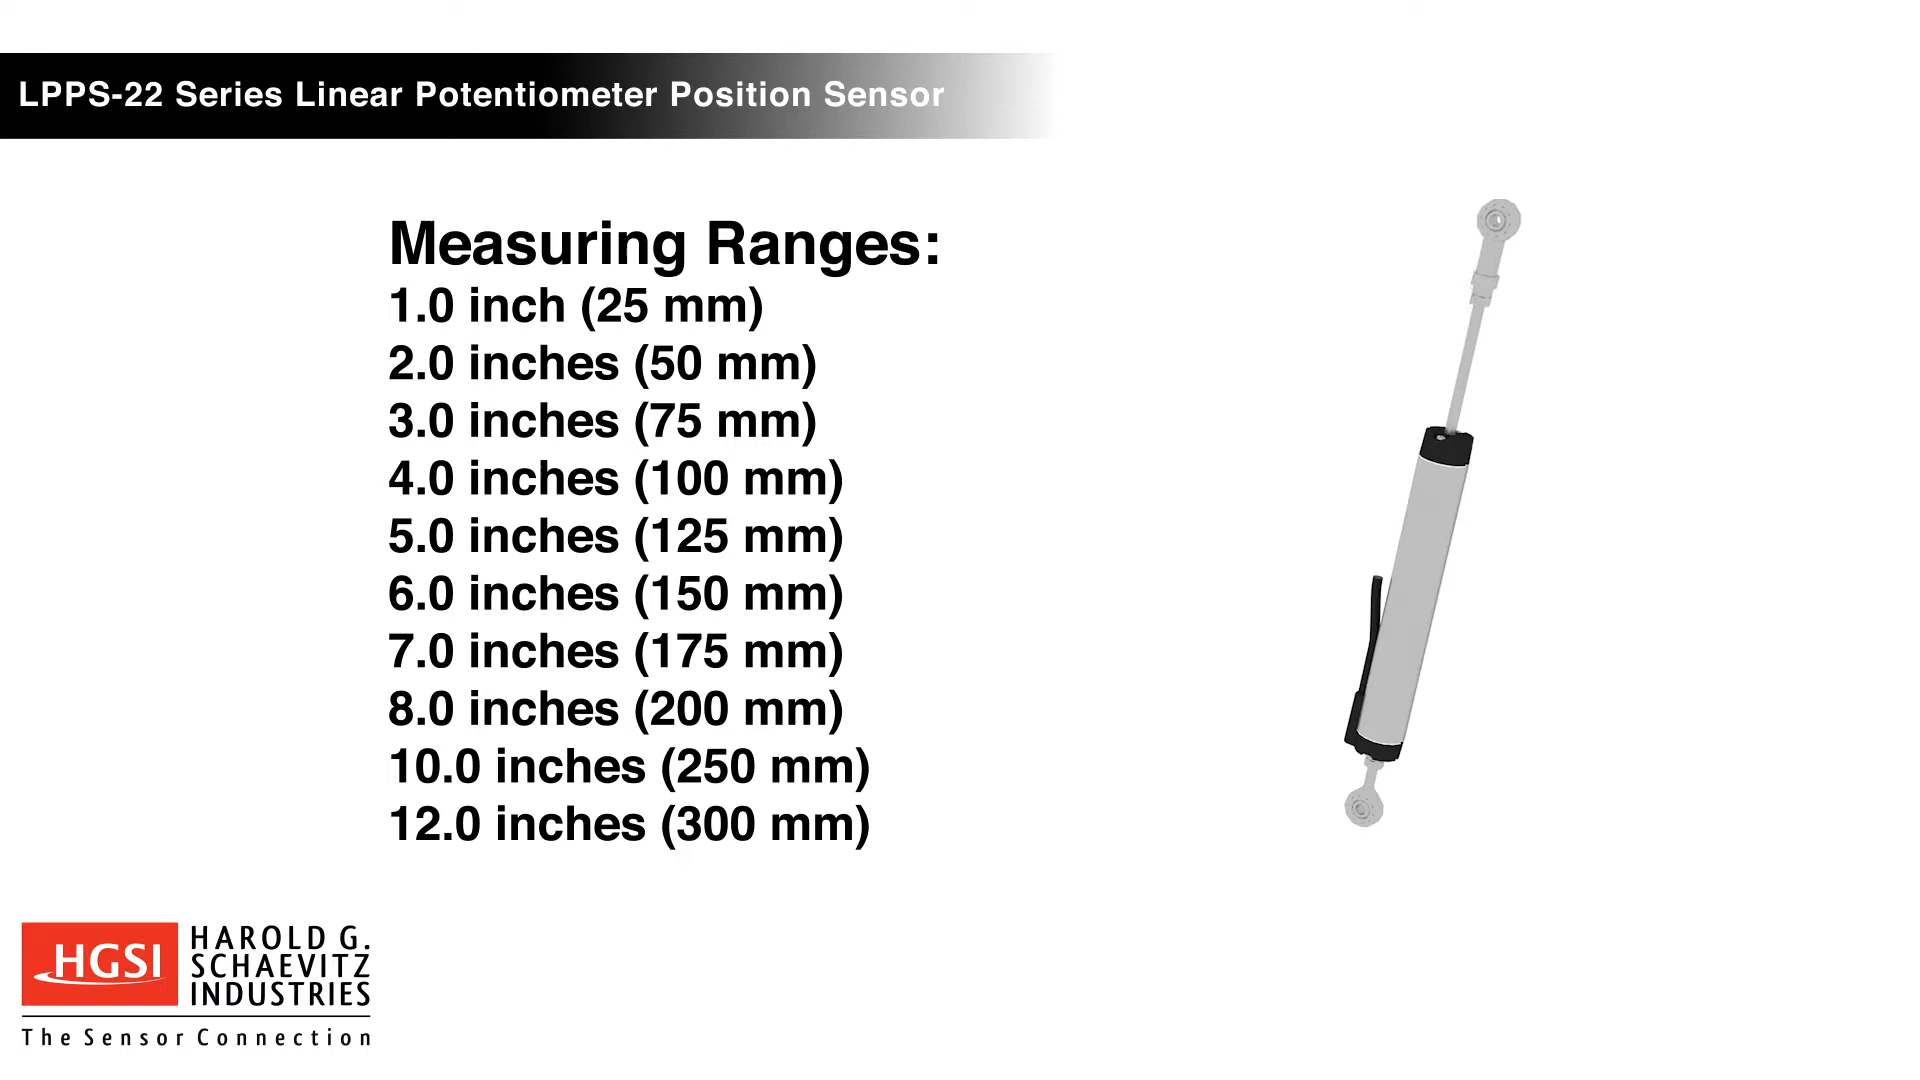 LPPS-22 Series Linear Potentiometer Position Sensor
Measuring Ranges:
1.0 inch (25 mm)
2.0 inches (50 mm)
3.0 inches (75 mm)
4.0 inches (100 mm)
5.0 inches (125 mm)
6.0 inches (150 mm)
7.0 inches (175 mm)
8.0 inches (200 mm)
10.0 inches (250 mm)
12.0 inches (300 mm)
HGSI
HAROLD G.
SCHAEVITZ
INDUSTRIES
The Sensor Connection